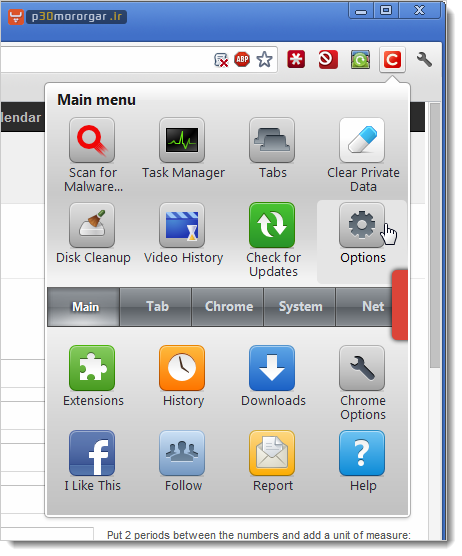 p30mororgar.ir
ABP
C
lendar
Main menu
Scan for
Malware...
Task Manager
Tabs
Clear Private
Data
Disk Cleanup
Video History
Check for
Updates
Options
Main
Tab
Chrome
System
Net
Extensions
History
Downloads
Chrome
Options
f
I Like This
Follow
Report
?
Help
Put 2 periods between the numbers and add a unit of measure: